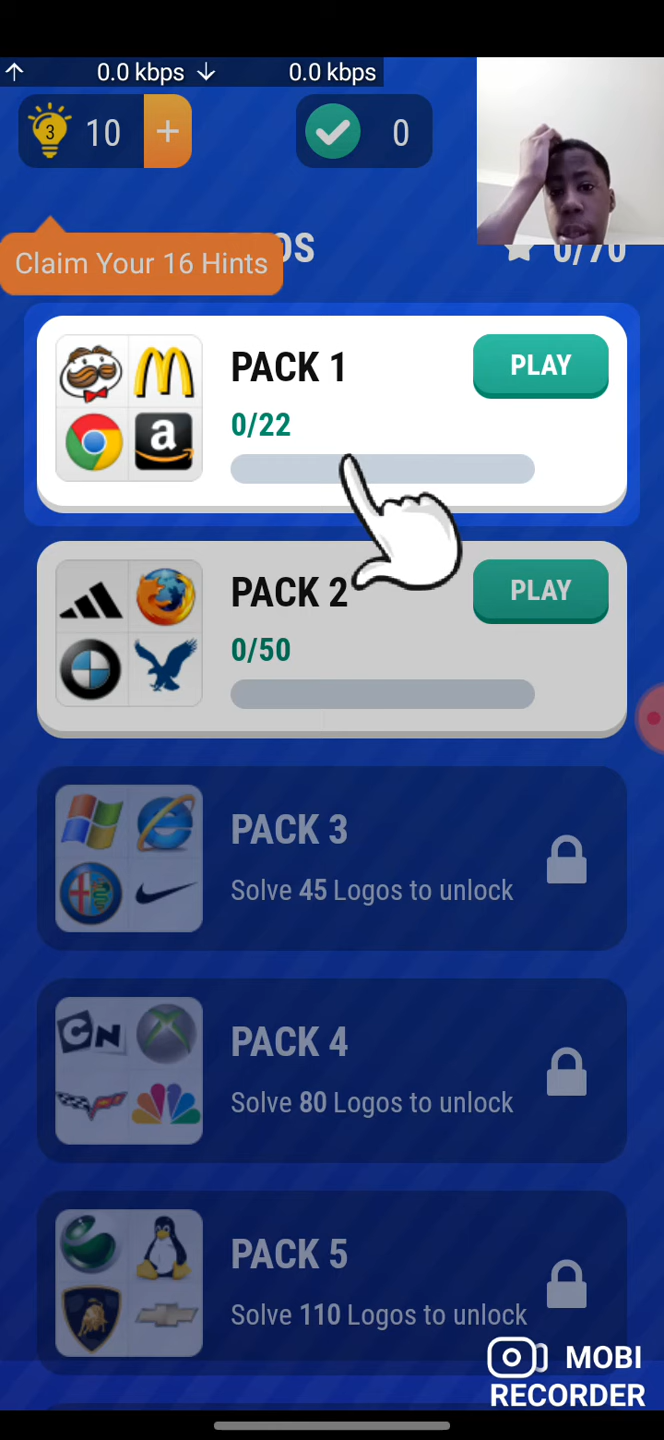 0.0 kbps 0.0 kbps
3 10 + 0
Claim Your 16 Hints
0/70
PACK 1
PLAY
0/22
a
PACK 2
PLAY
0/50
PACK 3
Solve 45 Logos to unlock
CN
PACK 4
Solve 80 Logos to unlock
PACK 5
Solve 110 Logos to unlock
MOBI
RECORDER